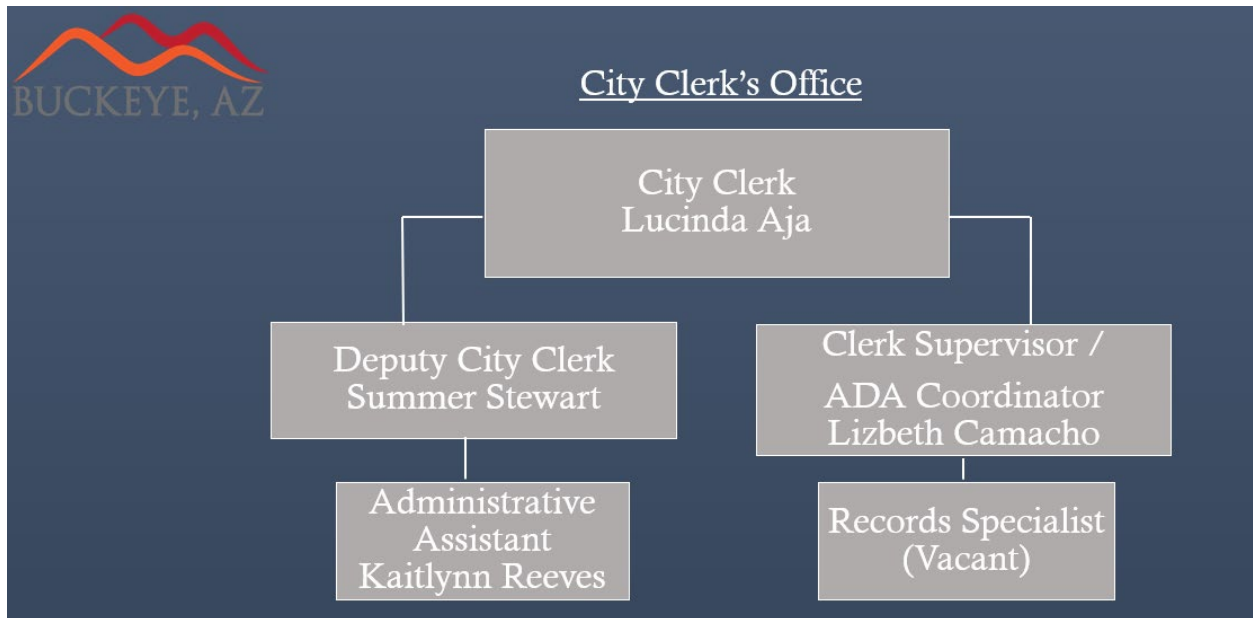 BUCKEYE, AZ
City Clerk's Office
City Clerk
Lucinda Aja
Deputy City Clerk
Summer Stewart
Clerk Supervisor /
ADA Coordinator
Lizbeth Camacho
Administrative
Assistant
Kaitlynn Reeves
Records Specialist
(Vacant)